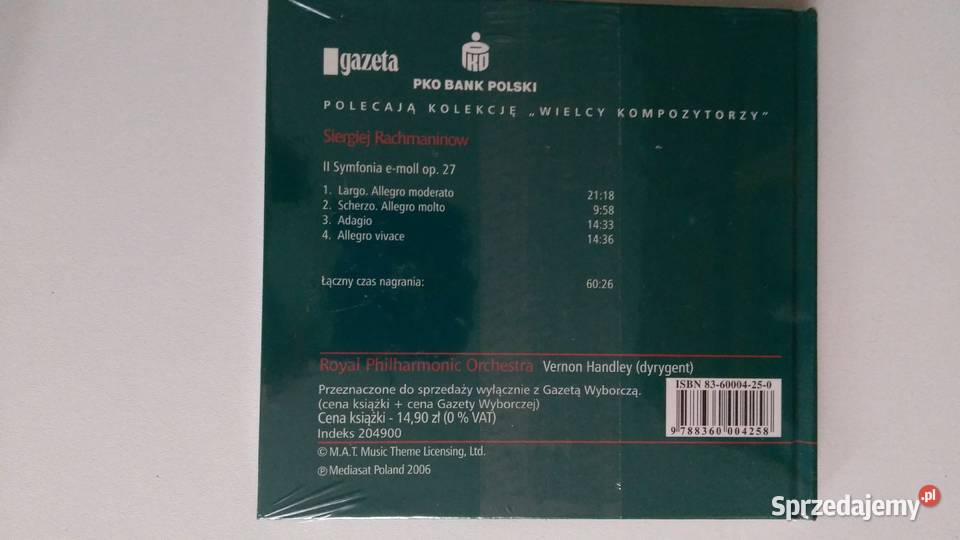 gazeta
PKO
PKO BANK POLSKI
POLECAJĄ KOLEKCJĘ „WIELCY KOMPOZYTORZY”
Siergiej Rachmaninow
II Symfonia e-moll op. 27
1. Largo. Allegro moderato 21:18
2. Scherzo. Allegro molto 9:58
3. Adagio 14:33
4. Allegro vivace 14:36
Łączny czas nagrania: 60:26
Royal Philharmonic Orchestra Vernon Handley (dyrygent)
Przeznaczone do sprzedaży wyłącznie z Gazetą Wyborczą.
(cena książki + cena Gazety Wyborczej)
Cena książki - 14,90 zł (0 % VAT)
Indeks 204900
ISBN 83-60004-25-0
9 788360 004258
© M.A.T. Music Theme Licensing, Ltd.
℗ Mediasat Poland 2006
Sprzedajemy.pl